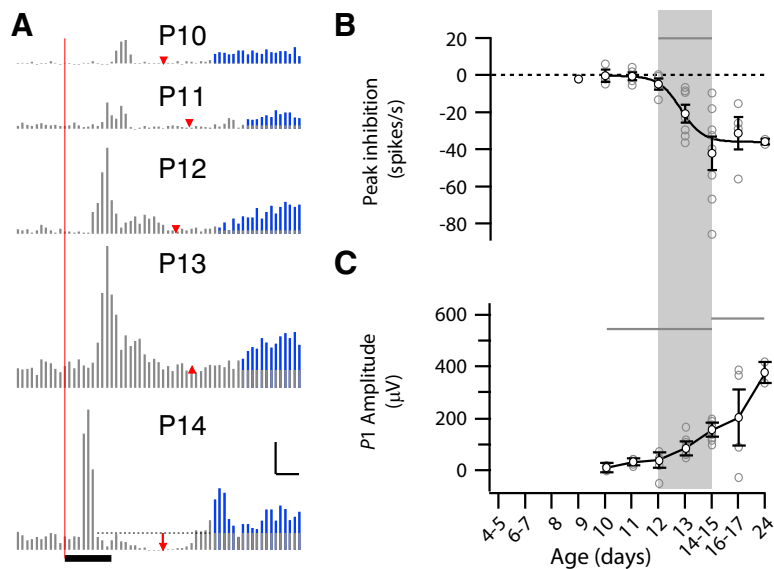 A
P10
P11
P12
P13
P14
B
20
0
-20
-40
-60
-80
Peak inhibition
(spikes/s)
C
600
400
200
0
P1 Amplitude
(μV)
4-5
6-7
8
9
10
11
12
13
14-15
16-17
24
Age (days)